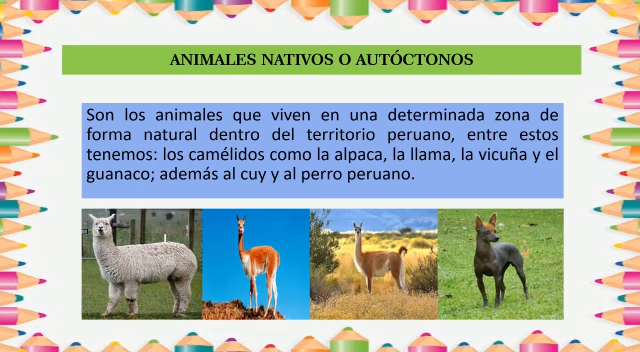 ANIMALES NATIVOS O AUTÓCTONOS
Son los animales que viven en una determinada zona de
forma natural dentro del territorio peruano, entre estos
tenemos: los camélidos como la alpaca, la llama, la vicuña y el
guanaco; además al cuy y al perro peruano.